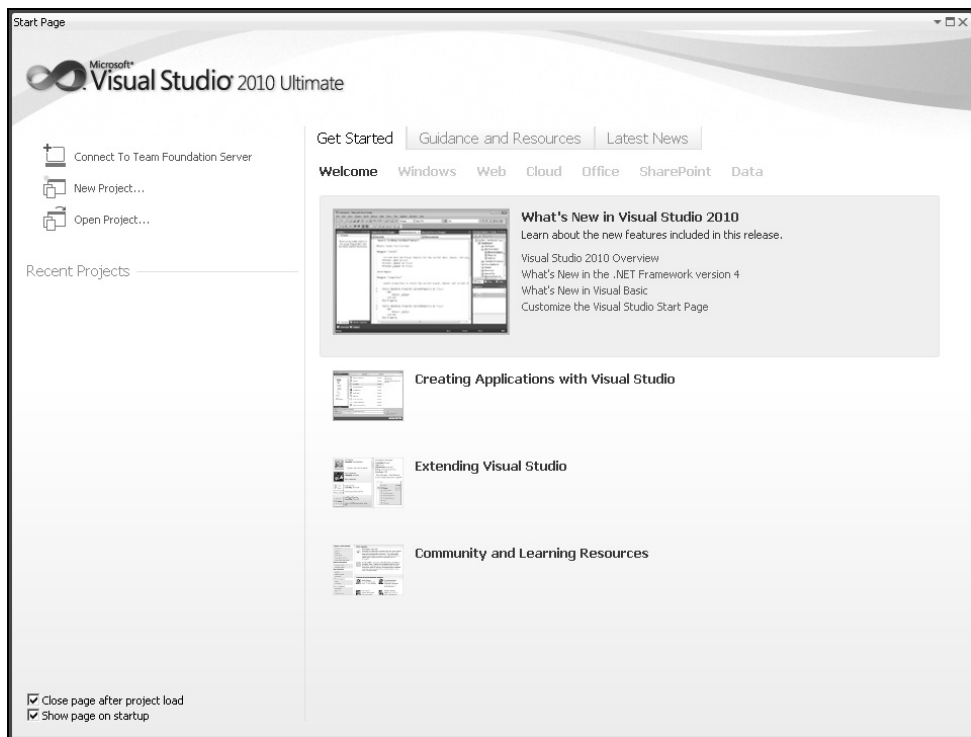 Start Page
Microsoft®
Visual Studio® 2010 Ultimate
Connect To Team Foundation Server
New Project...
Open Project...
Recent Projects
Close page after project load
Show page on startup
Get Started
Guidance and Resources
Latest News
Welcome Windows Web Cloud Office SharePoint Data
What's New in Visual Studio 2010
Learn about the new features included in this release.
Visual Studio 2010 Overview
What's New in the .NET Framework version 4
What's New in Visual Basic
Customize the Visual Studio Start Page
Creating Applications with Visual Studio
Extending Visual Studio
Community and Learning Resources